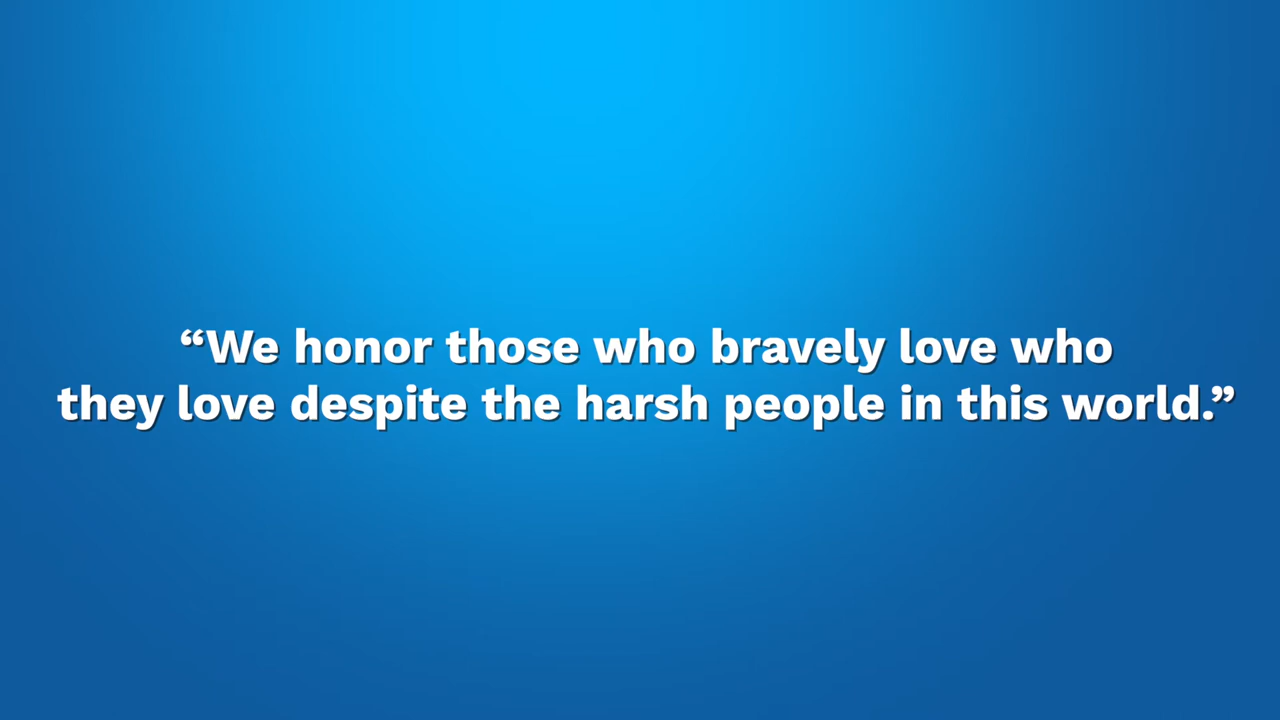 “We honor those who bravely love who
they love despite the harsh people in this world.”